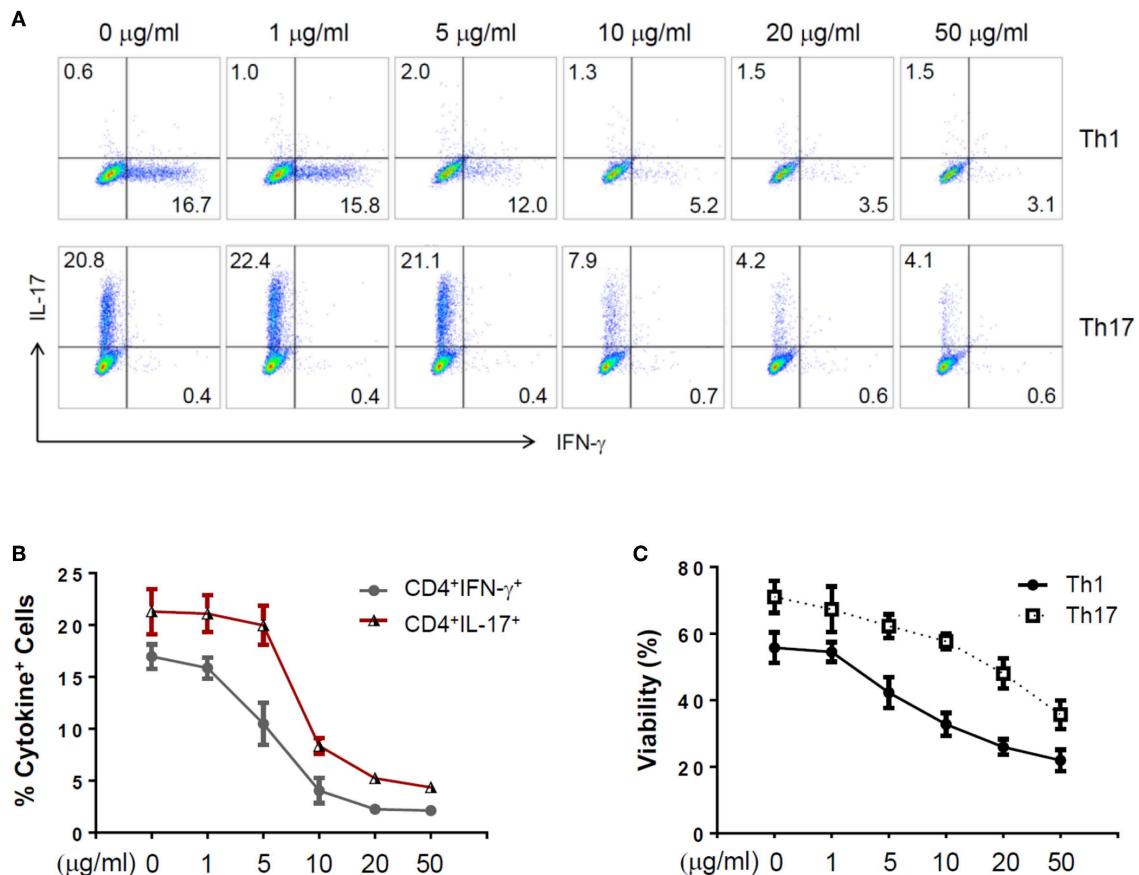 A
0 μg/ml 1 μg/ml 5 μg/ml 10 μg/ml 20 μg/ml 50 μg/ml
0.6 1.0 2.0 1.3 1.5 1.5
Th1
16.7 15.8 12.0 5.2 3.5 3.1
20.8 22.4 21.1 7.9 4.2 4.1
Th17
0.4 0.4 0.4 0.7 0.6 0.6
IL-17
IFN-γ
B
% Cytokine⁺ Cells
25
20
15
10
5
0
CD4⁺IFN-γ⁺
CD4⁺IL-17⁺
(μg/ml) 0 1 5 10 20 50
C
Viability (%)
80
60
40
20
0
Th1
Th17
(μg/ml) 0 1 5 10 20 50